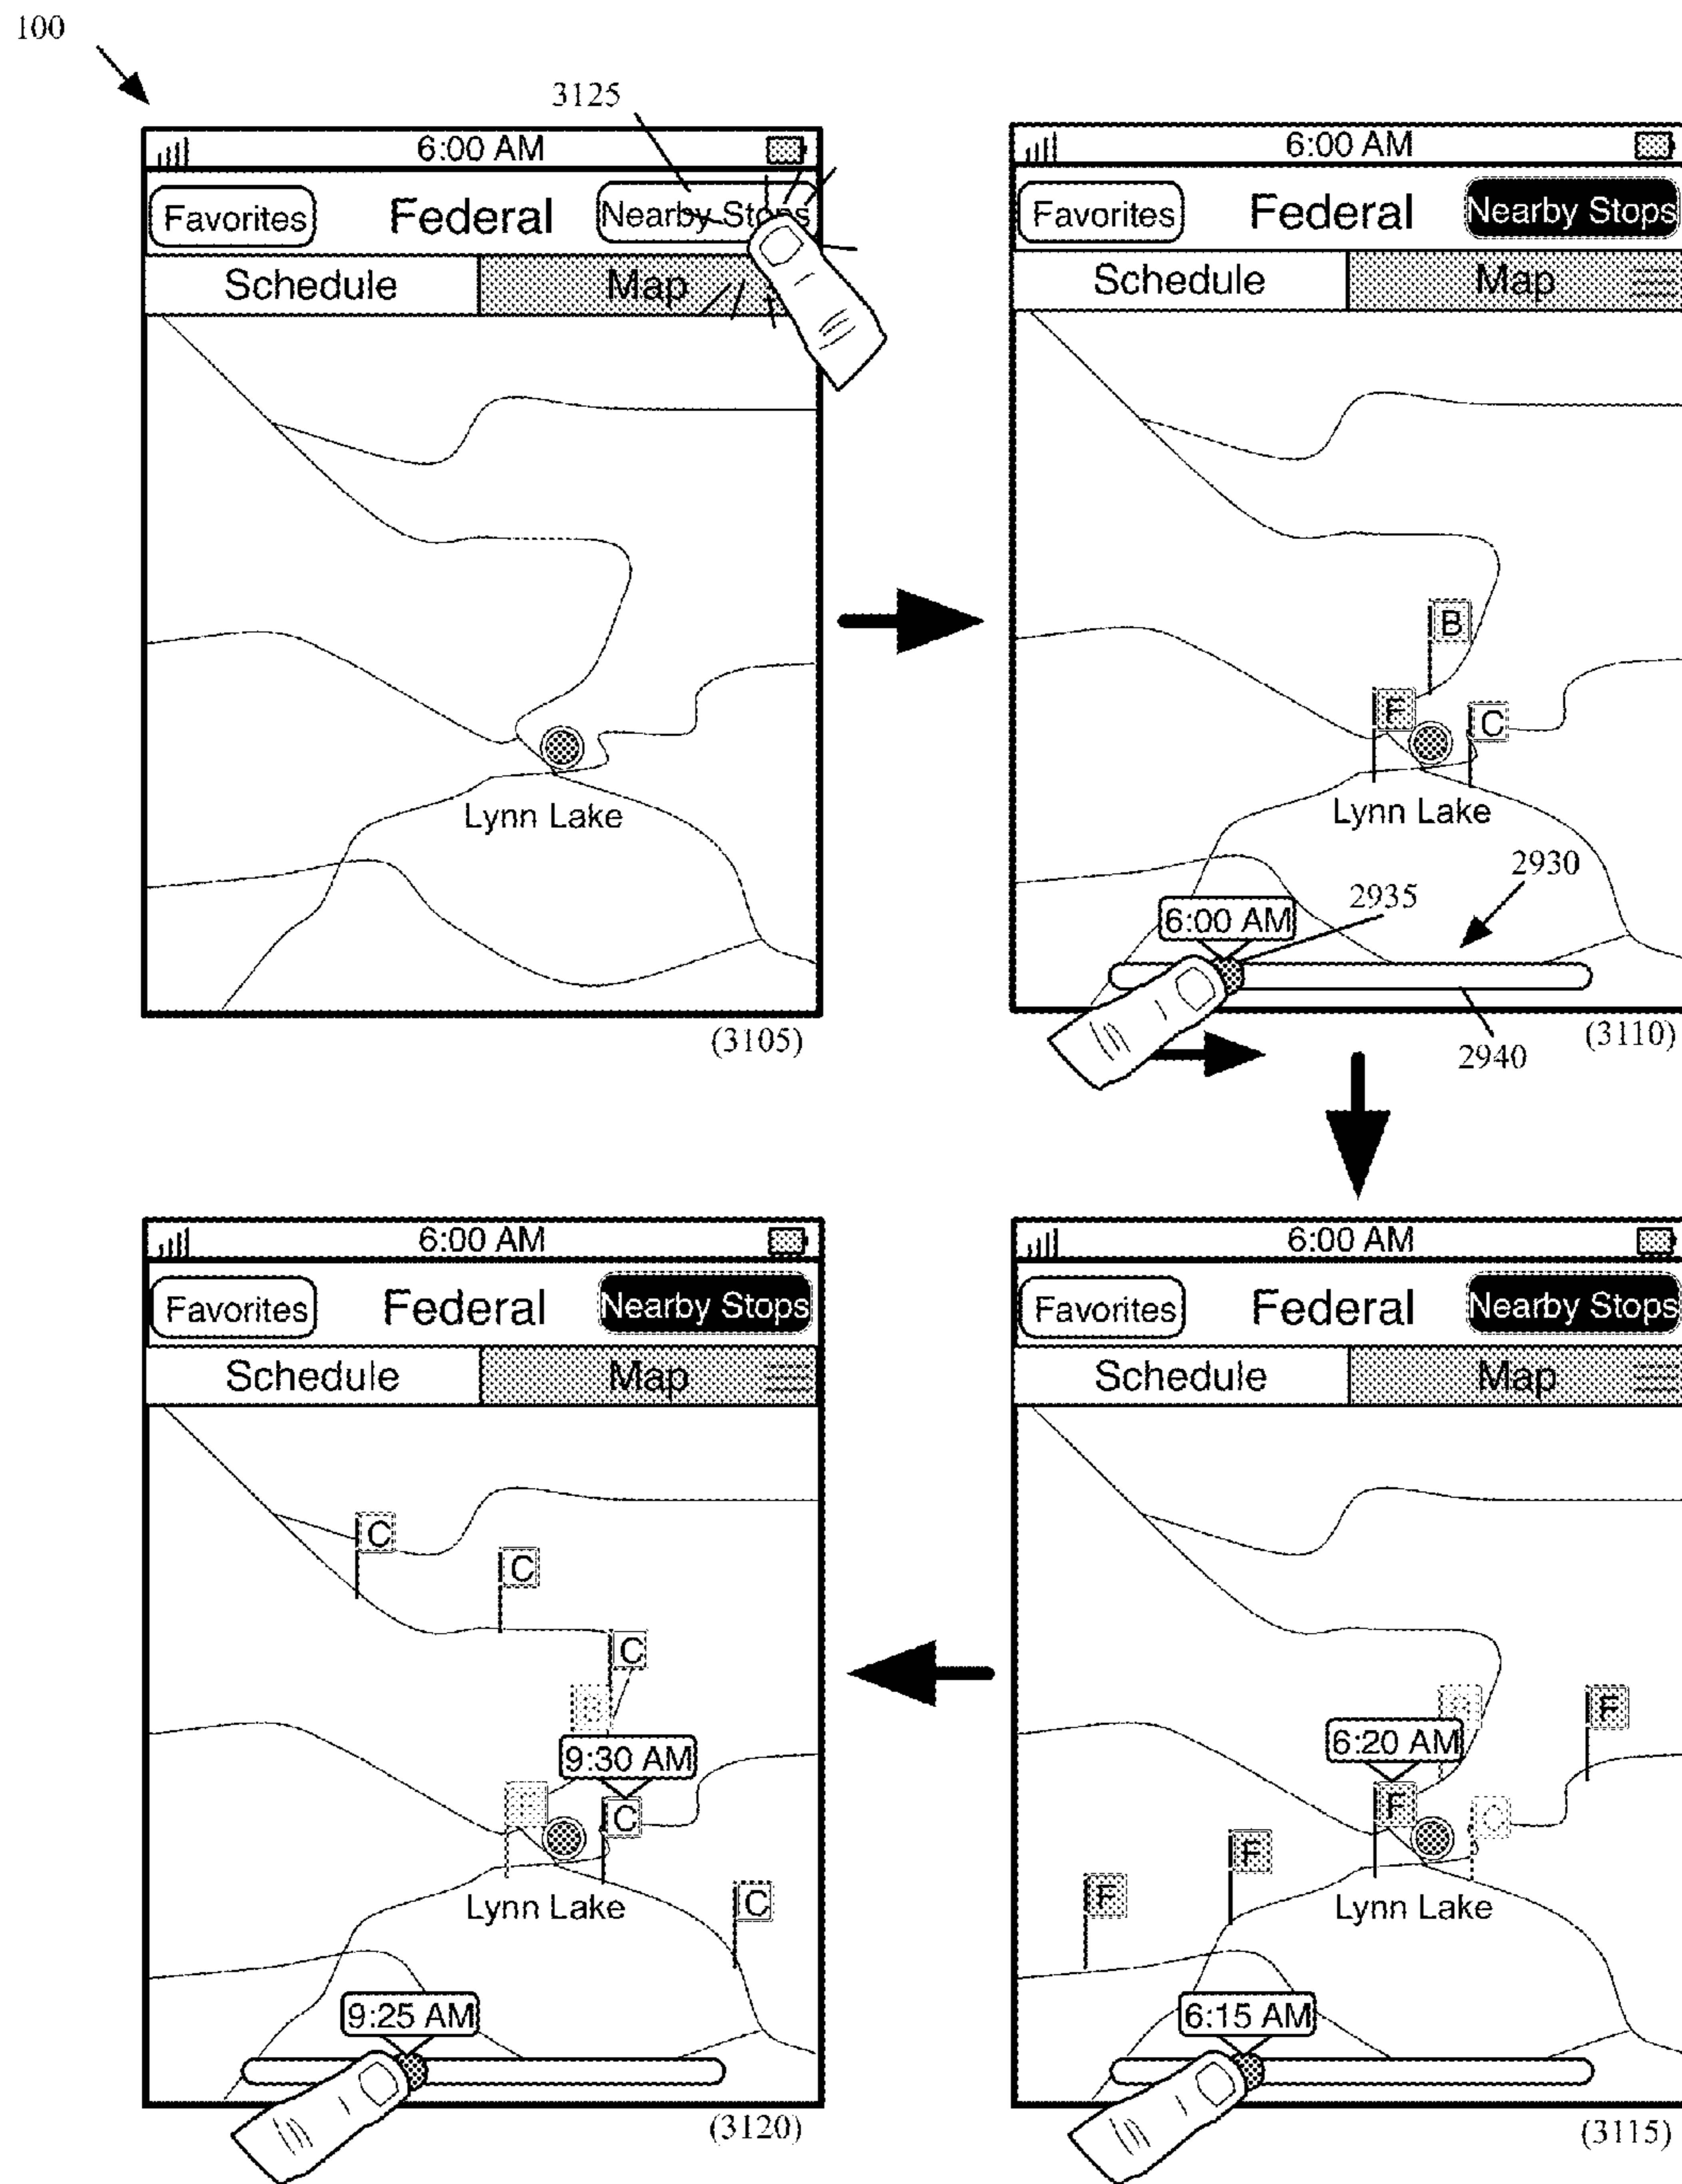 100
3125
6:00 AM
Favorites Federal Nearby Stops
Schedule Map
Lynn Lake
(3105)
6:00 AM
Favorites Federal Nearby Stops
Schedule Map
B
F
C
Lynn Lake
2930
2935
6:00 AM
(3110)
2940
6:00 AM
Favorites Federal Nearby Stops
Schedule Map
C
C
C
9:30 AM
C
C
Lynn Lake
9:25 AM
(3120)
6:00 AM
Favorites Federal Nearby Stops
Schedule Map
F
6:20 AM
F
C
F
F
Lynn Lake
6:15 AM
(3115)